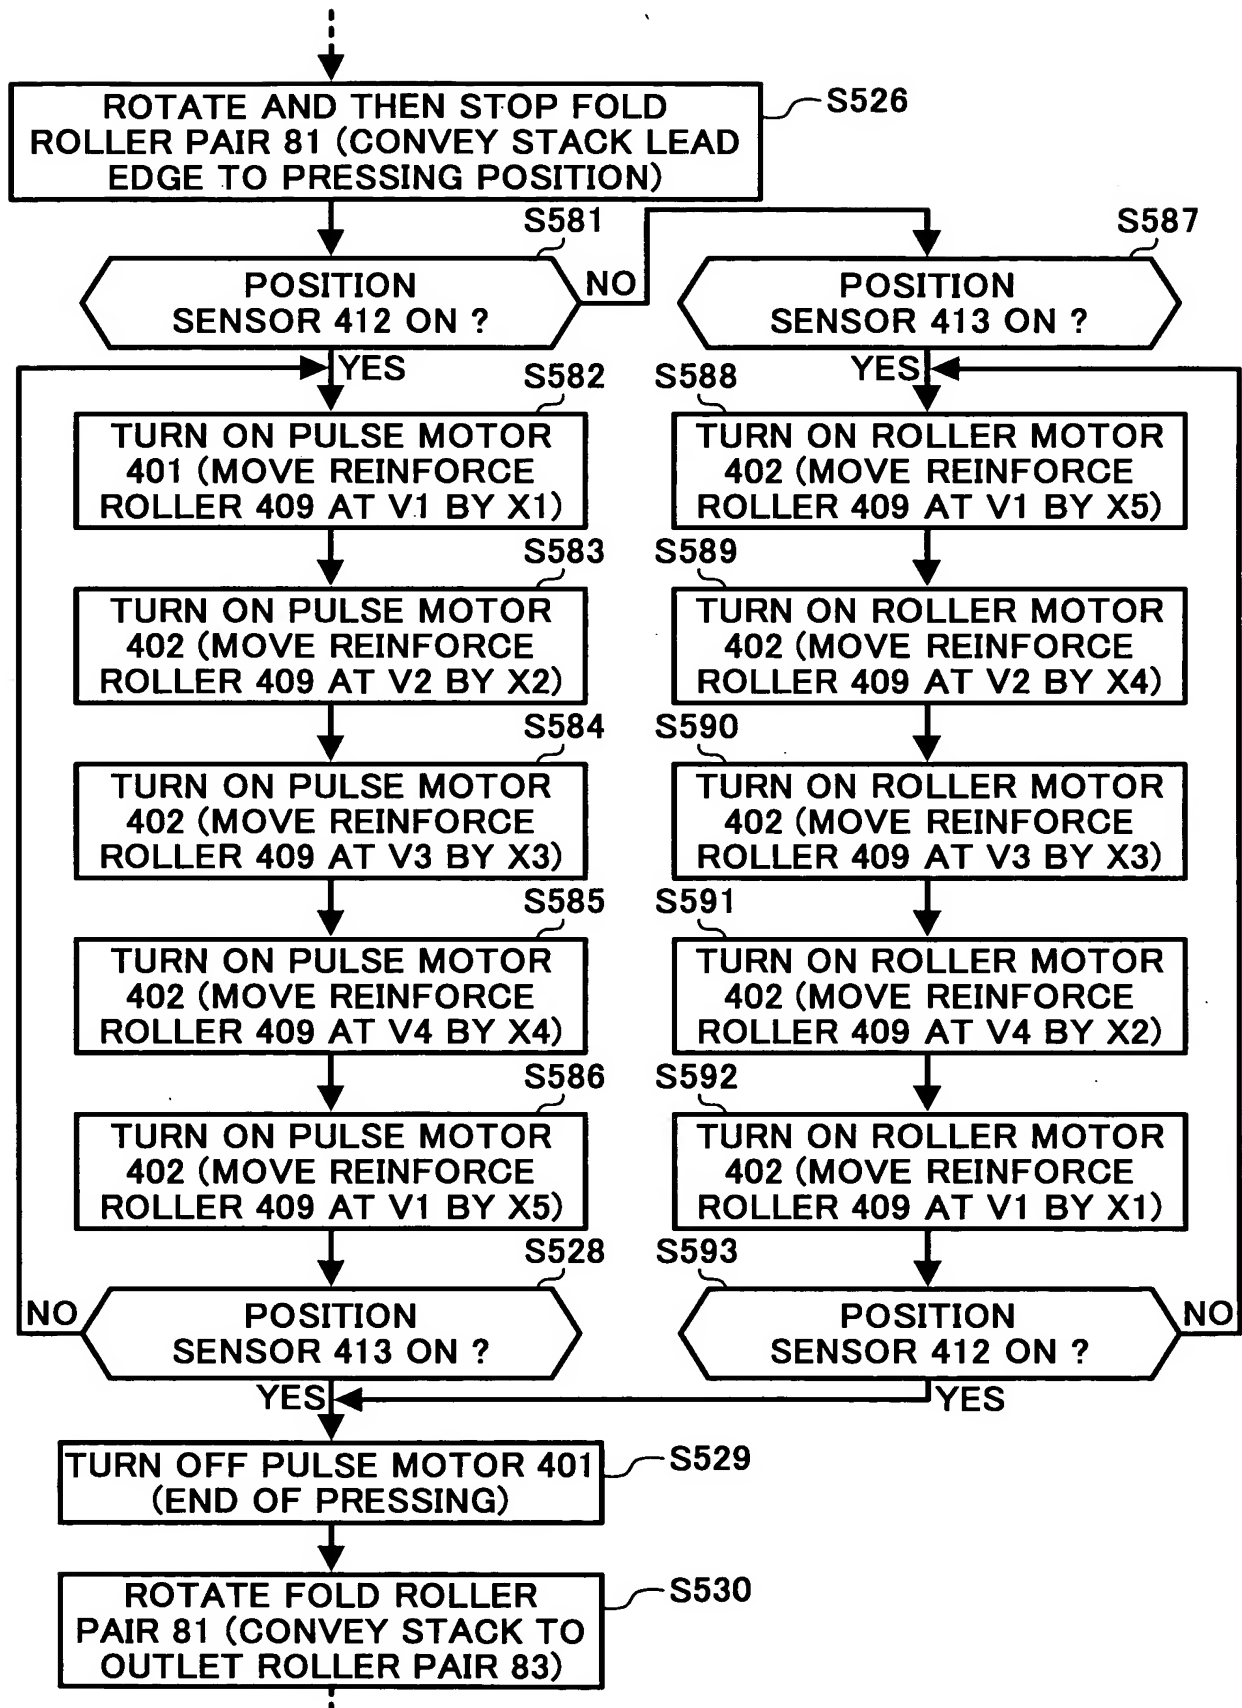 ROTATE AND THEN STOP FOLD
ROLLER PAIR 81 (CONVEY STACK LEAD
EDGE TO PRESSING POSITION)
S526
S581
POSITION
SENSOR 412 ON ?
NO
YES
S582
TURN ON PULSE MOTOR
401 (MOVE REINFORCE
ROLLER 409 AT V1 BY X1)
S583
TURN ON PULSE MOTOR
402 (MOVE REINFORCE
ROLLER 409 AT V2 BY X2)
S584
TURN ON PULSE MOTOR
402 (MOVE REINFORCE
ROLLER 409 AT V3 BY X3)
S585
TURN ON PULSE MOTOR
402 (MOVE REINFORCE
ROLLER 409 AT V4 BY X4)
S586
TURN ON PULSE MOTOR
402 (MOVE REINFORCE
ROLLER 409 AT V1 BY X5)
S528
POSITION
SENSOR 413 ON ?
NO
YES
S587
POSITION
SENSOR 413 ON ?
YES
S588
TURN ON ROLLER MOTOR
402 (MOVE REINFORCE
ROLLER 409 AT V1 BY X5)
S589
TURN ON ROLLER MOTOR
402 (MOVE REINFORCE
ROLLER 409 AT V2 BY X4)
S590
TURN ON ROLLER MOTOR
402 (MOVE REINFORCE
ROLLER 409 AT V3 BY X3)
S591
TURN ON ROLLER MOTOR
402 (MOVE REINFORCE
ROLLER 409 AT V4 BY X2)
S592
TURN ON ROLLER MOTOR
402 (MOVE REINFORCE
ROLLER 409 AT V1 BY X1)
S593
POSITION
SENSOR 412 ON ?
NO
YES
TURN OFF PULSE MOTOR 401
(END OF PRESSING)
S529
ROTATE FOLD ROLLER
PAIR 81 (CONVEY STACK TO
OUTLET ROLLER PAIR 83)
S530